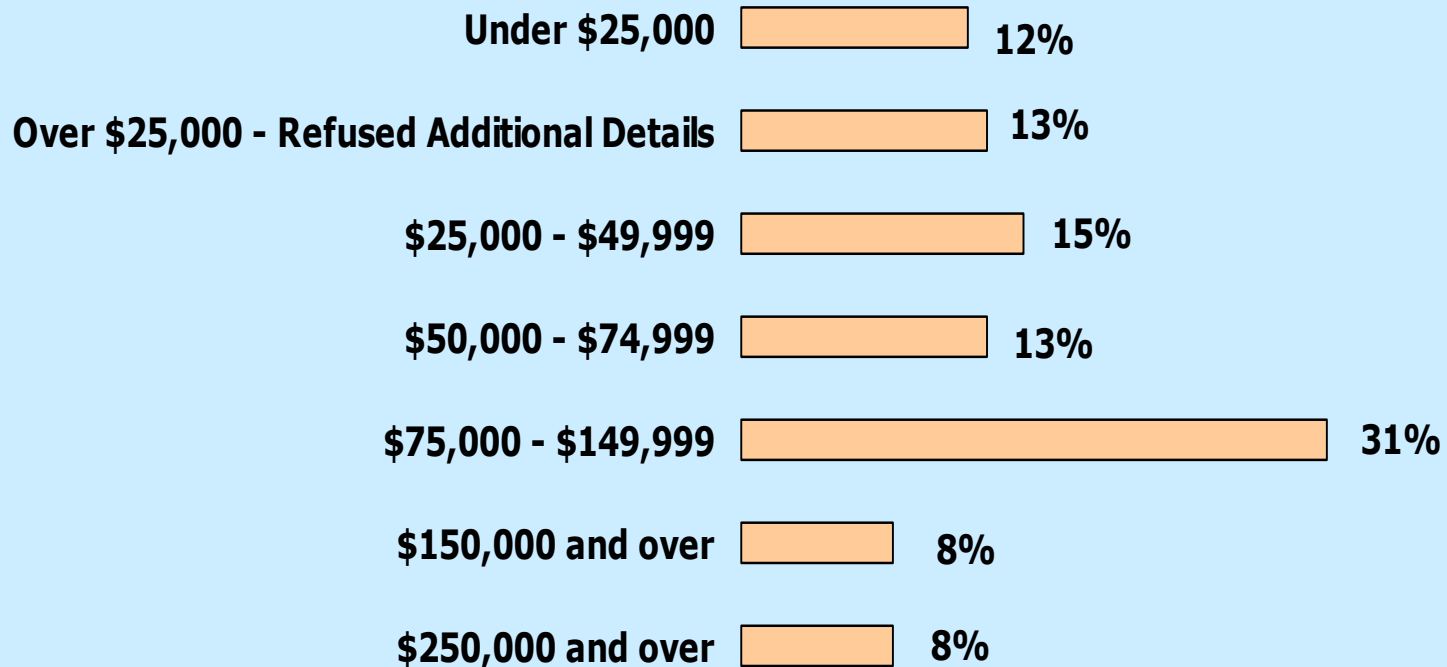 Under $25,000 12%
Over $25,000 - Refused Additional Details 13%
$25,000 - $49,999 15%
$50,000 - $74,999 13%
$75,000 - $149,999 31%
$150,000 and over 8%
$250,000 and over 8%